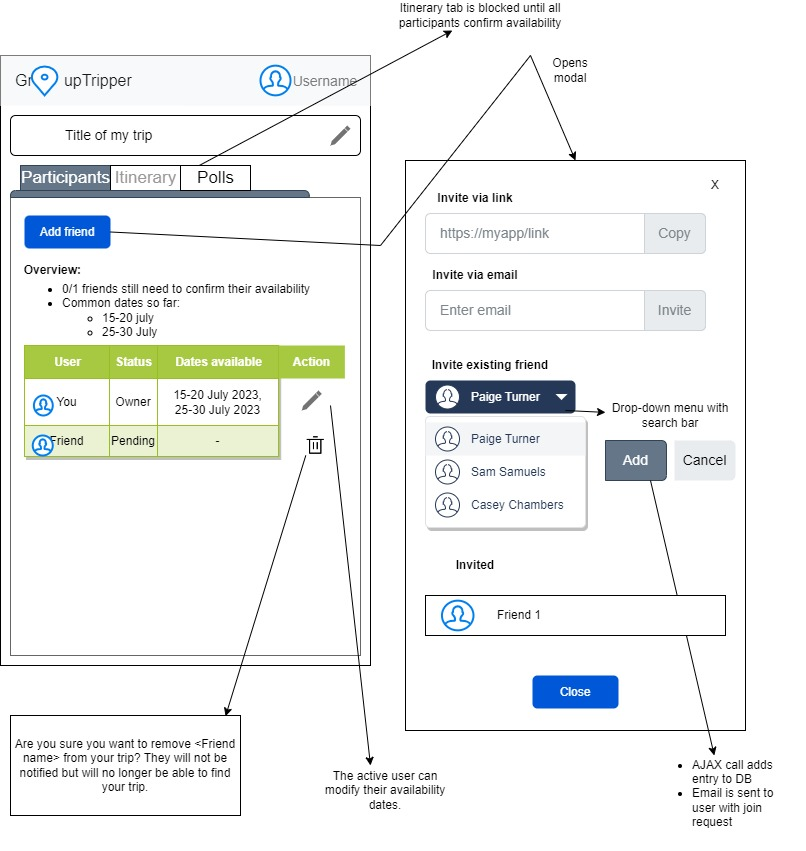 Itinerary tab is blocked until all
participants confirm availability
Opens
modal
Gr upTripper
Username
Title of my trip
Participants Itinerary Polls
Add friend
Overview:
0/1 friends still need to confirm their availability
Common dates so far:
15-20 july
25-30 July
User Status Dates available Action
You Owner 15-20 July 2023,
25-30 July 2023
Friend Pending -
X
Invite via link
https://myapp/link Copy
Invite via email
Enter email Invite
Invite existing friend
Paige Turner
Drop-down menu with
search bar
Paige Turner
Sam Samuels
Casey Chambers
Add Cancel
Invited
Friend 1
Close
Are you sure you want to remove <Friend
name> from your trip? They will not be
notified but will no longer be able to find
your trip.
The active user can
modify their availability
dates.
AJAX call adds
entry to DB
Email is sent to
user with join
request